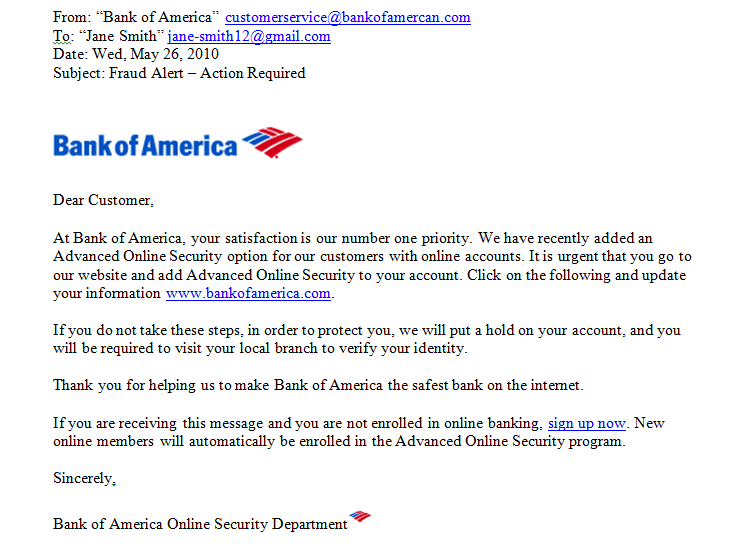 From: “Bank of America” customerservice@bankofamercan.com
To: “Jane Smith” jane-smith12@gmail.com
Date: Wed, May 26, 2010
Subject: Fraud Alert – Action Required
Bank of America
Dear Customer,
At Bank of America, your satisfaction is our number one priority. We have recently added an
Advanced Online Security option for our customers with online accounts. It is urgent that you go to
our website and add Advanced Online Security to your account. Click on the following and update
your information www.bankofamerica.com.
If you do not take these steps, in order to protect you, we will put a hold on your account, and you
will be required to visit your local branch to verify your identity.
Thank you for helping us to make Bank of America the safest bank on the internet.
If you are receiving this message and you are not enrolled in online banking, sign up now. New
online members will automatically be enrolled in the Advanced Online Security program.
Sincerely,
Bank of America Online Security Department